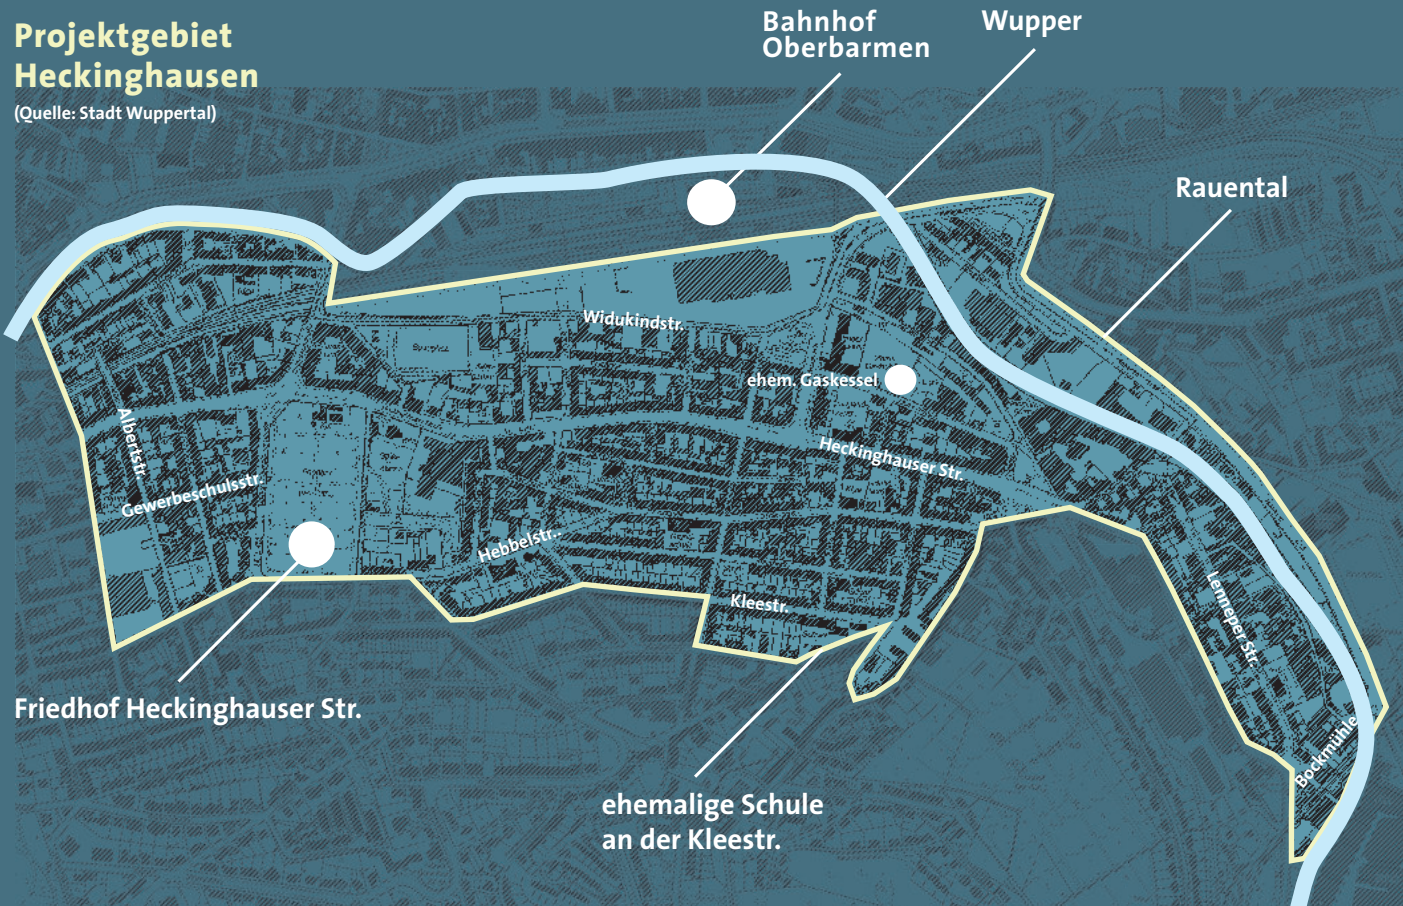 Projektgebiet
Heckinghausen
(Quelle: Stadt Wuppertal)
Bahnhof
Oberbarmen
Wupper
Rauental
Widukindstr.
ehem. Gaskessel
Albertstr.
Heckinghauser Str.
Gewerbeschulsstr.
Hebbelstr..
Kleestr.
Lenneper Str.
Bockmühle
Friedhof Heckinghauser Str.
ehemalige Schule
an der Kleestr.